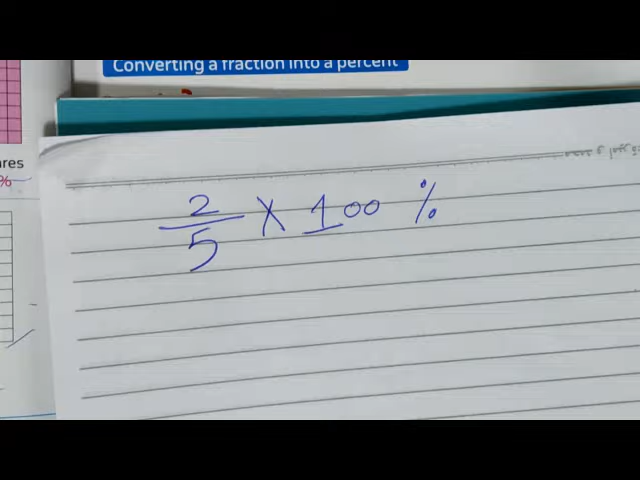 Converting a fraction into a percent
ares
%
2/5 × 100 %